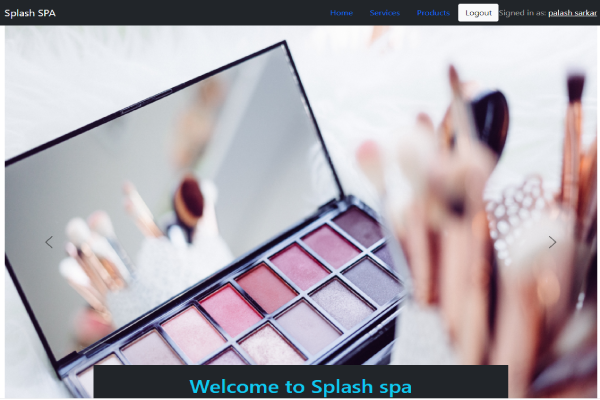 Splash SPA Home Services Products Logout Signed in as: palash sarkar
Welcome to Splash spa